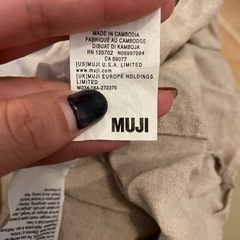 MADE IN CAMBODIA
FABRIQUÉ AU CAMBODGE
DIBUAT DI KAMBOJA
RN 120702 N05997094
CA 59077
[US]MUJI U.S.A. LIMITED
www.muji.com
[UK]MUJI EUROPE HOLDINGS
LIMITED
W034 18A-272375
MUJI